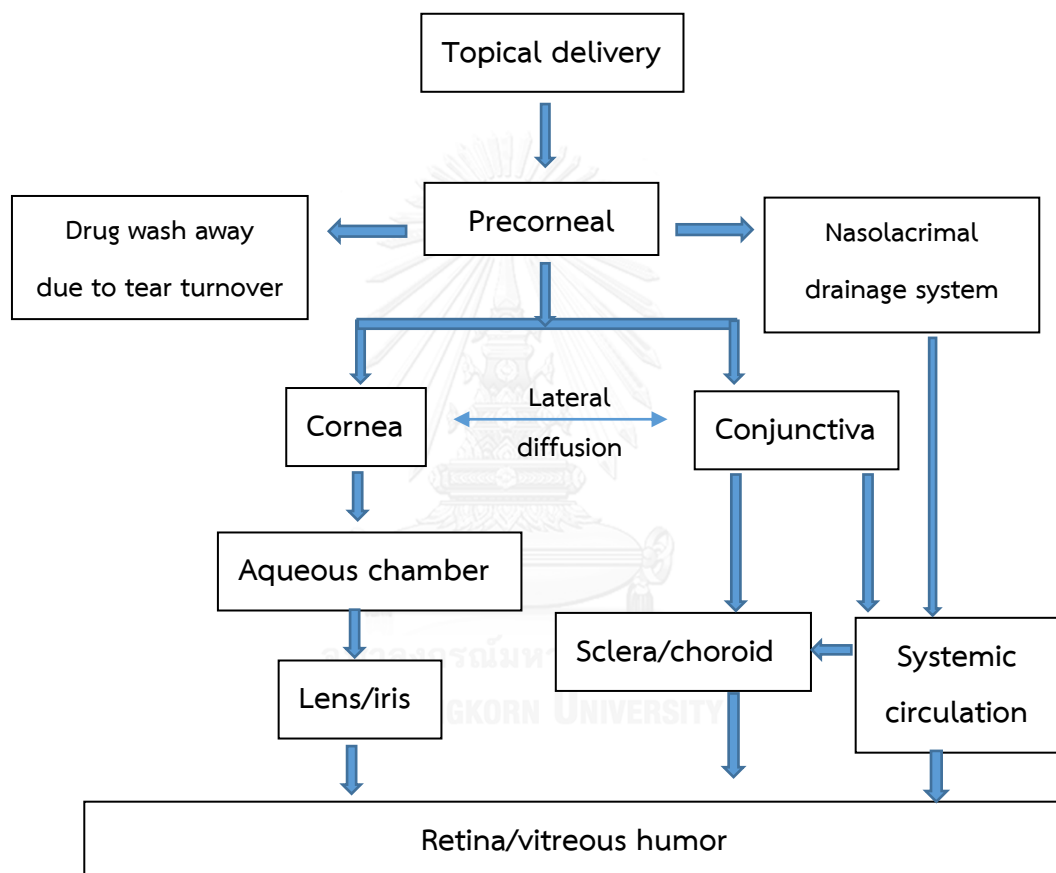 Topical delivery
Precorneal
Drug wash away
due to tear turnover
Nasolacrimal
drainage system
Cornea
Lateral
diffusion
Conjunctiva
Aqueous chamber
Sclera/choroid
Systemic
circulation
Lens/iris
UNIVERSITY
Retina/vitreous humor